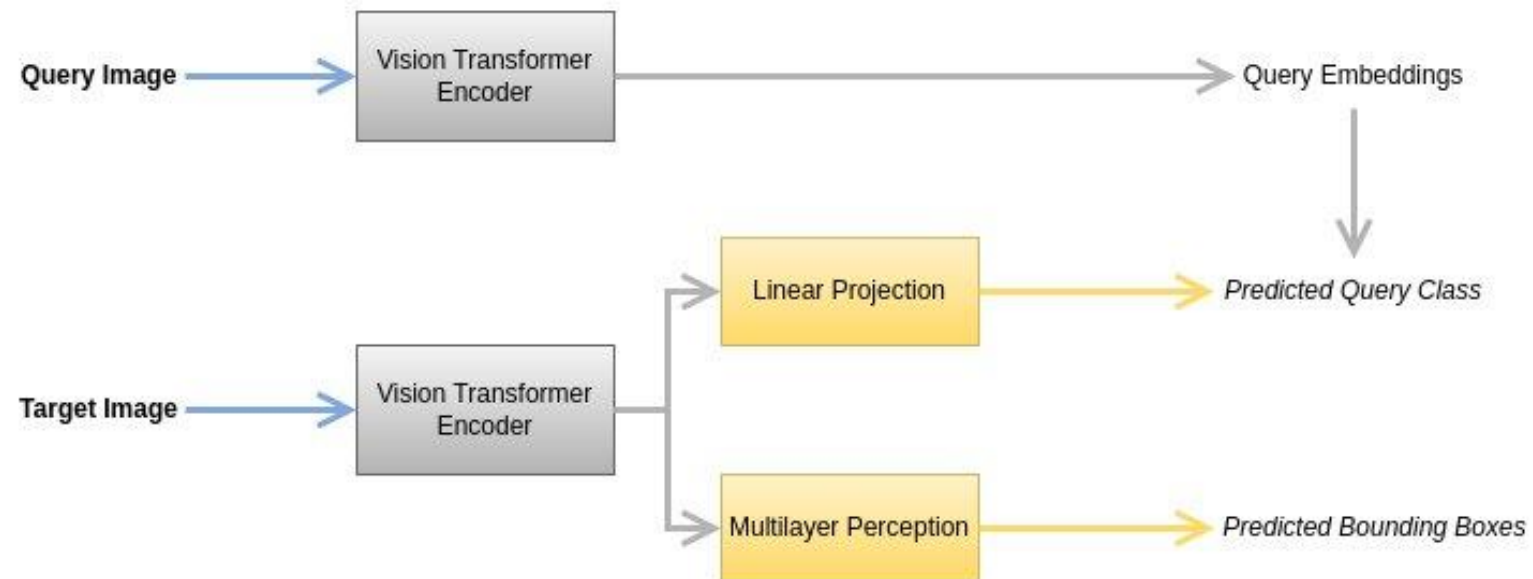 Query Image
Vision Transformer
Encoder
Query Embeddings
Linear Projection
Predicted Query Class
Target Image
Vision Transformer
Encoder
Multilayer Perception
Predicted Bounding Boxes